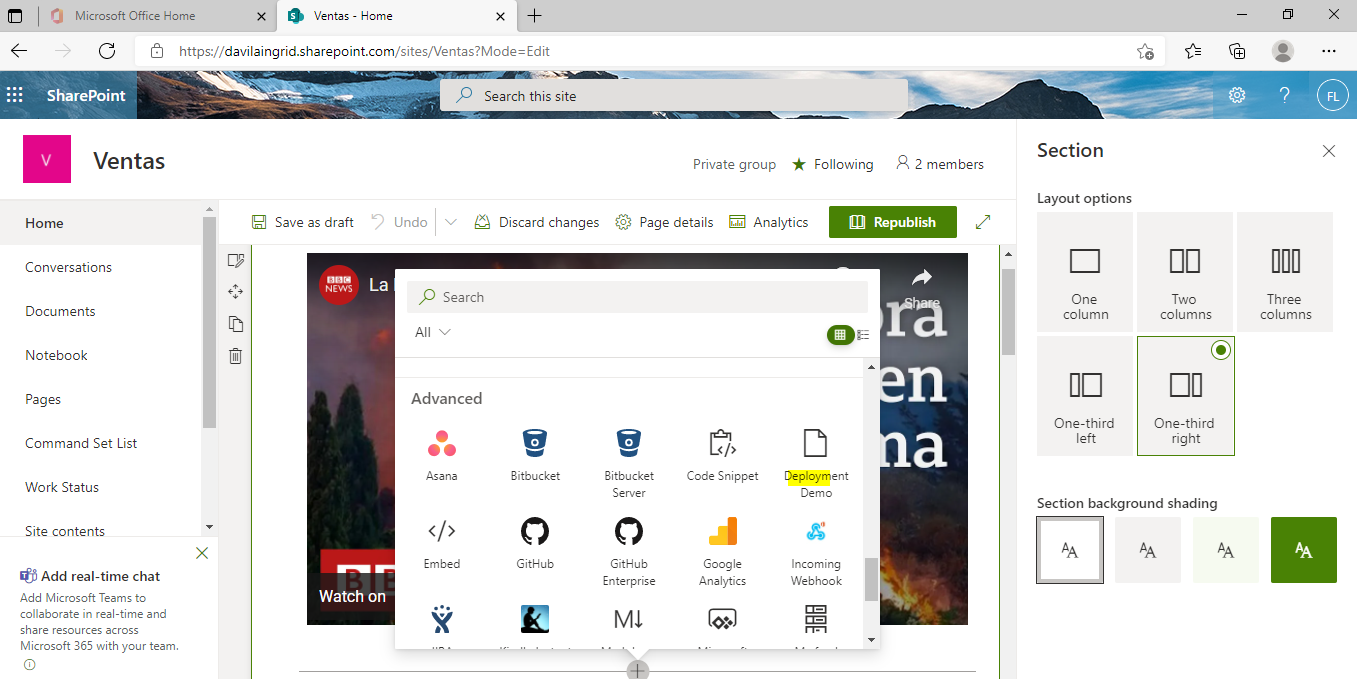 Microsoft Office Home
Ventas - Home
https://davilaingrid.sharepoint.com/sites/Ventas?Mode=Edit
SharePoint
Search this site
FL
V
Ventas
Private group
Following
2 members
Home
Conversations
Documents
Notebook
Pages
Command Set List
Work Status
Site contents
Add real-time chat
Add Microsoft Teams to
collaborate in real-time and
share resources across
Microsoft 365 with your team.
Save as draft
Undo
Discard changes
Page details
Analytics
Republish
BBC
NEWS
La
Share
ora
en
ma
BB
Watch on
Search
All
Advanced
Asana
Bitbucket
Bitbucket
Server
Code Snippet
Deployment
Demo
Embed
GitHub
GitHub
Enterprise
Google
Analytics
Incoming
Webhook
Section
Layout options
One
column
Two
columns
Three
columns
One-third
left
One-third
right
Section background shading
AA
AA
AA
AA